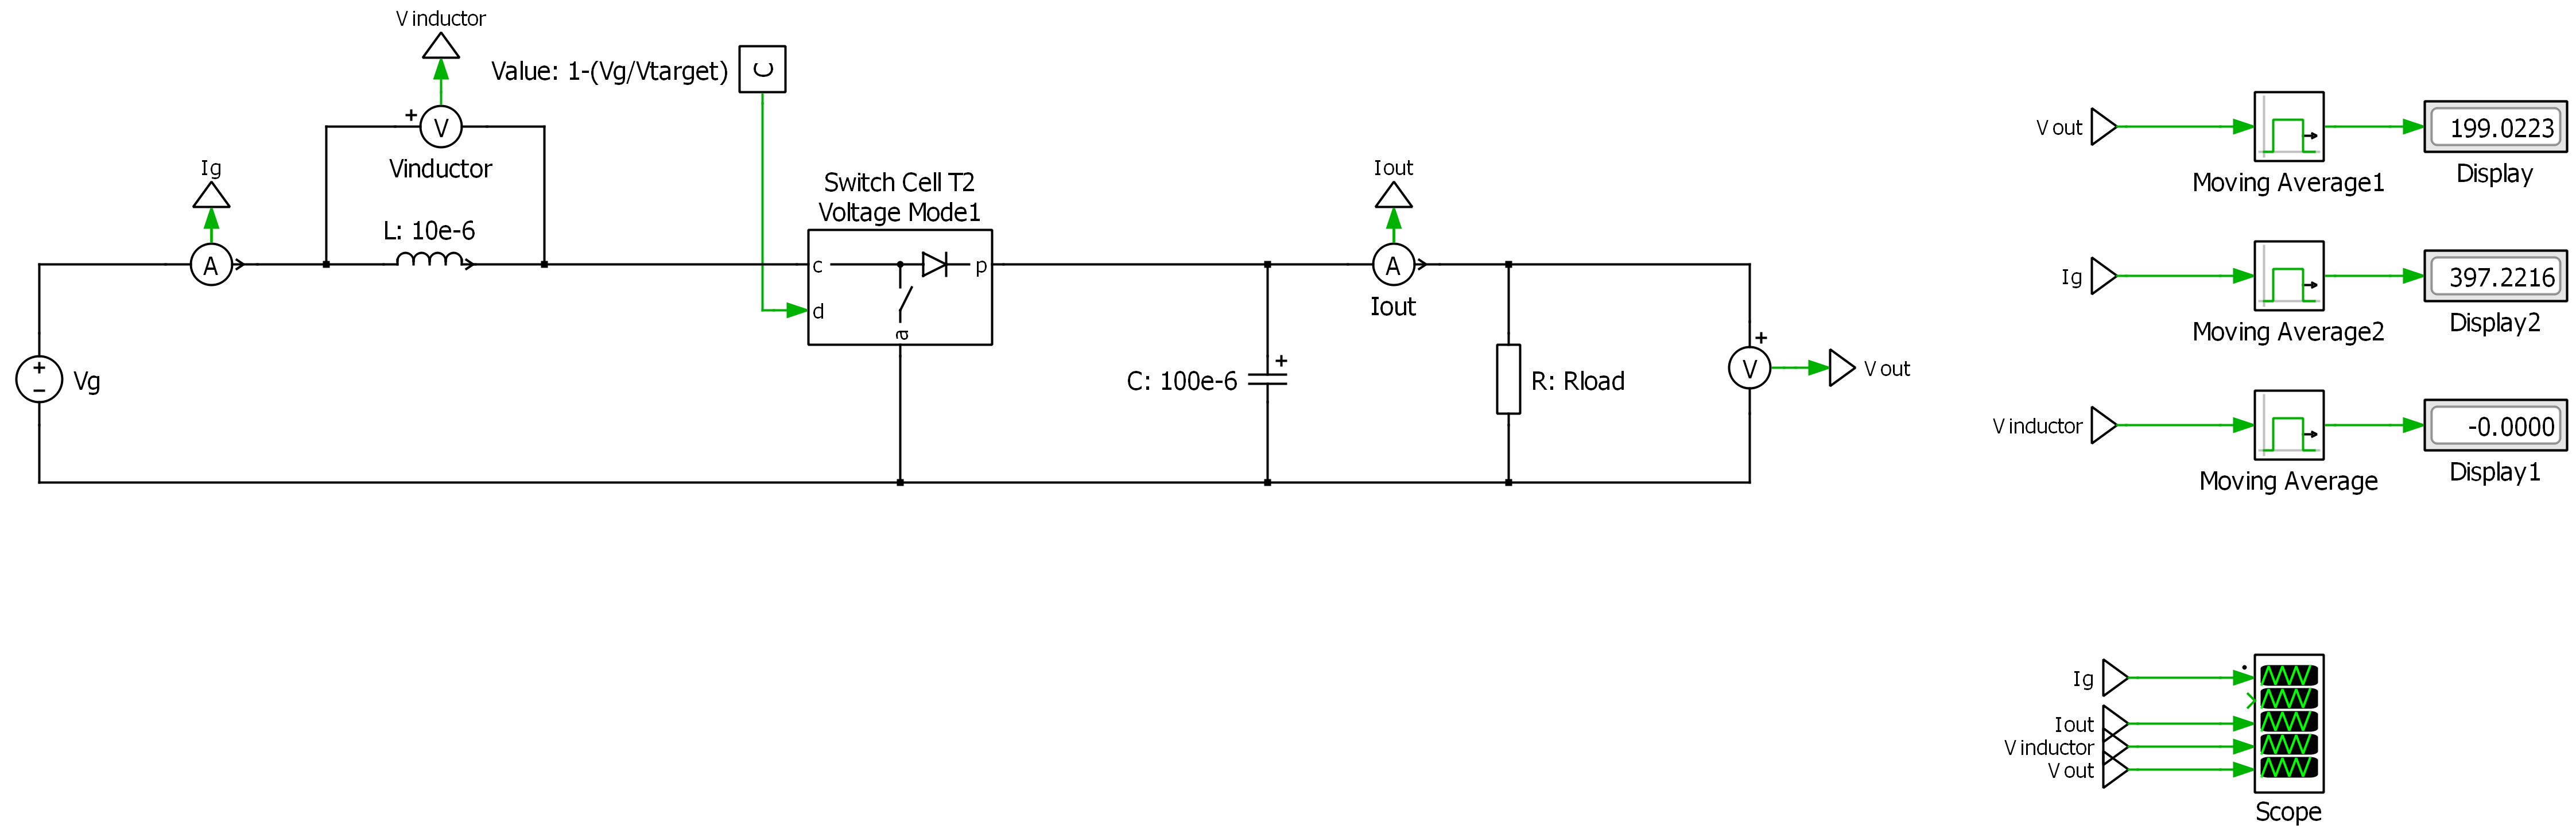 V inductor
Value: 1-(Vg/Vtarget)
C
+
V
Vinductor
Ig
A
L: 10e-6
Switch Cell T2
Voltage Mode1
c
p
d
a
Iout
A
Iout
+
−
Vg
C: 100e-6
+
R: Rload
+
V
V out
V out
Moving Average1
199.0223
Display
Ig
Moving Average2
397.2216
Display2
V inductor
Moving Average
-0.0000
Display1
Ig
Iout
V inductor
V out
Scope